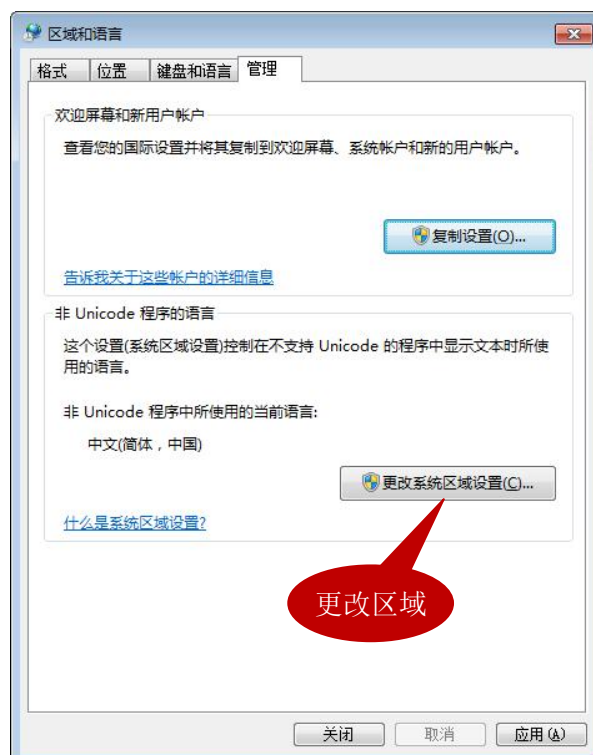 区域和语言
格式 位置 键盘和语言 管理
欢迎屏幕和新用户帐户
查看您的国际设置并将其复制到欢迎屏幕、系统帐户和新的用户帐户。
复制设置(O)...
告诉我关于这些帐户的详细信息
非 Unicode 程序的语言
这个设置(系统区域设置)控制在不支持 Unicode 的程序中显示文本时所使
用的语言。
非 Unicode 程序中所使用的当前语言:
中文(简体，中国)
更改系统区域设置(C)...
什么是系统区域设置?
更改区域
关闭 取消 应用(A)